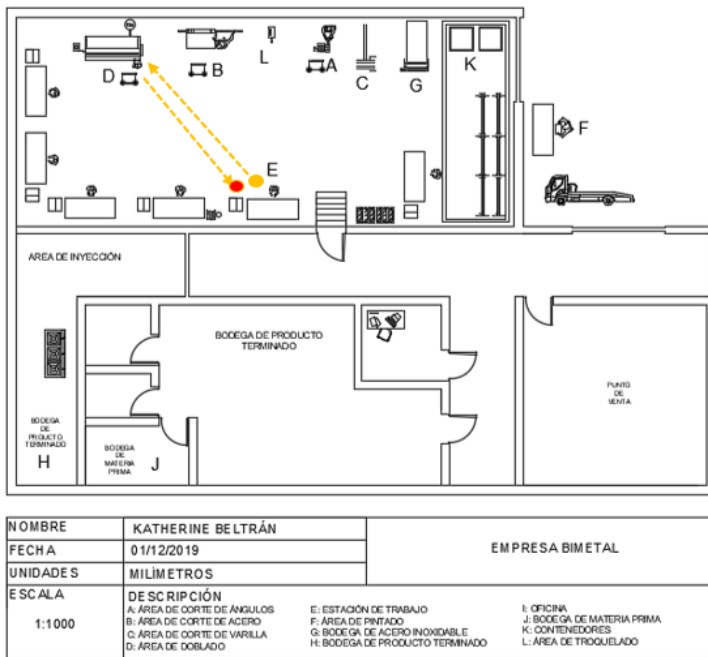 D
B
L
A
C
G
K
F
E
AREA DE INYECCIÓN
BODEGA DE PRODUCTO
TERMINADO
PUNTO
DE
VENTA
BODEGA
DE
PRODUCTO
TERMINADO
H
BODEGA
DE
MATERIA
PRIMA
J
NOMBRE KATHERINE BELTRÁN
EMPRESA BIMETAL
FECHA 01/12/2019
UNIDADES MILÍMETROS
ESCALA
1:1000
DESCRIPCIÓN
A: ÁREA DE CORTE DE ÁNGULOS
B: ÁREA DE CORTE DE ACERO
C: ÁREA DE CORTE DE VARILLA
D: ÁREA DE DOBLADO
E: ESTACIÓN DE TRABAJO
F: ÁREA DE PINTADO
G: BODEGA DE ACERO INOXIDABLE
H: BODEGA DE PRODUCTO TERMINADO
I: OFICINA
J: BODEGA DE MATERIA PRIMA
K: CONTENEDORES
L: ÁREA DE TROQUELADO